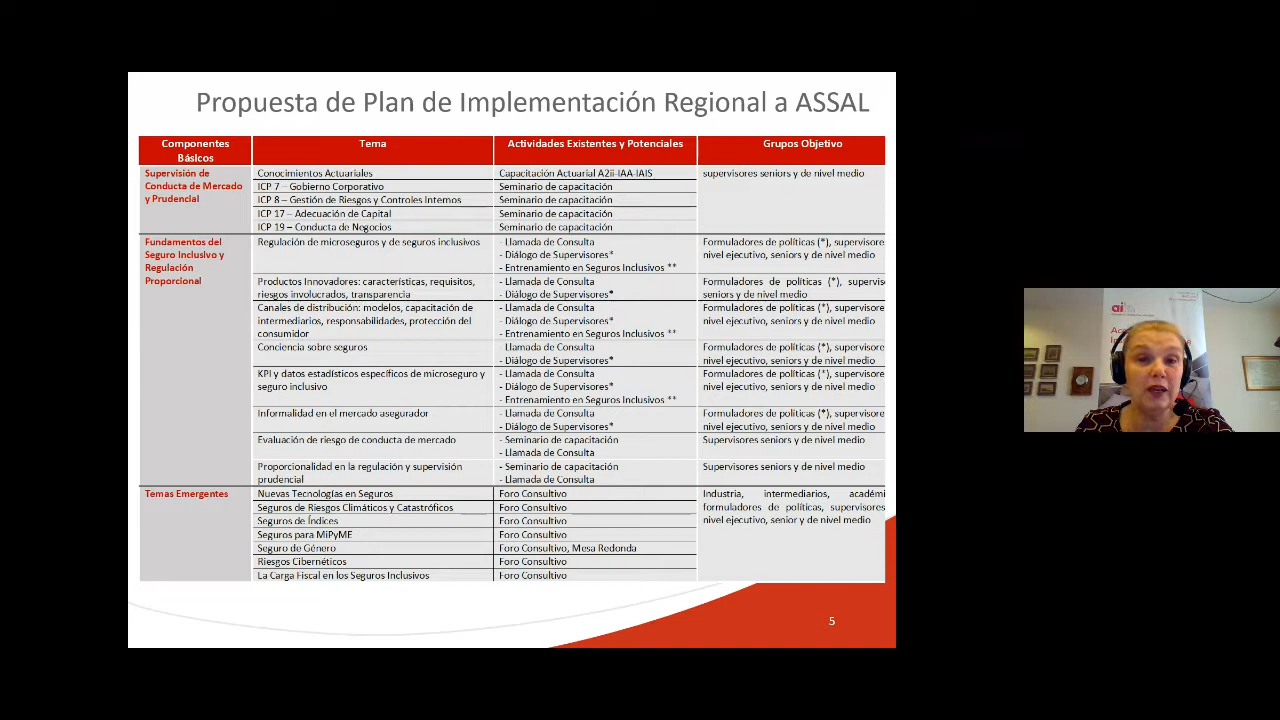 Propuesta de Plan de Implementación Regional a ASSAL
Componentes Básicos
Tema
Actividades Existentes y Potenciales
Grupos Objetivo
Supervisión de
Conducta de Mercado
y Prudencial
Conocimientos Actuariales
Capacitación Actuarial A2ii-IAA-IAIS
supervisores seniors y de nivel medio
ICP 7 – Gobierno Corporativo
Seminario de capacitación
ICP 8 – Gestión de Riesgos y Controles Internos
Seminario de capacitación
ICP 17 – Adecuación de Capital
Seminario de capacitación
ICP 19 – Conducta de Negocios
Seminario de capacitación
Fundamentos del
Seguro Inclusivo y
Regulación
Proporcional
Regulación de microseguros y de seguros inclusivos
- Llamada de Consulta
- Diálogo de Supervisores*
- Entrenamiento en Seguros Inclusivos **
Formuladores de políticas (*), supervisore
nivel ejecutivo, seniors y de nivel medio
Productos Innovadores: características, requisitos,
riesgos involucrados, transparencia
- Llamada de Consulta
- Diálogo de Supervisores*
Formuladores de políticas (*), supervis
seniors y de nivel medio
Canales de distribución: modelos, capacitación de
intermediarios, responsabilidades, protección del
consumidor
- Llamada de Consulta
- Diálogo de Supervisores*
- Entrenamiento en Seguros Inclusivos **
Formuladores de políticas (*), supervisore
nivel ejecutivo, seniors y de nivel medio
Conciencia sobre seguros
- Llamada de Consulta
- Diálogo de Supervisores*
Formuladores de políticas (*), supervisore
nivel ejecutivo, seniors y de nivel medio
KPI y datos estadísticos específicos de microseguro y
seguro inclusivo
- Llamada de Consulta
- Diálogo de Supervisores*
- Entrenamiento en Seguros Inclusivos **
Formuladores de políticas (*), supervisore
nivel ejecutivo, seniors y de nivel medio
Informalidad en el mercado asegurador
- Llamada de Consulta
- Diálogo de Supervisores*
Formuladores de políticas (*), supervisore
nivel ejecutivo, seniors y de nivel medio
Evaluación de riesgo de conducta de mercado
- Seminario de capacitación
- Llamada de Consulta
Supervisores seniors y de nivel medio
Proporcionalidad en la regulación y supervisión
prudencial
- Seminario de capacitación
- Llamada de Consulta
Supervisores seniors y de nivel medio
Temas Emergentes
Nuevas Tecnologías en Seguros
Foro Consultivo
Industria, intermediarios, académi
formuladores de políticas, supervisores
nivel ejecutivo, senior y de nivel medio
Seguros de Riesgos Climáticos y Catastróficos
Foro Consultivo
Seguros de Índices
Foro Consultivo
Seguros para MiPyME
Foro Consultivo
Seguro de Género
Foro Consultivo, Mesa Redonda
Riesgos Cibernéticos
Foro Consultivo
La Carga Fiscal en los Seguros Inclusivos
Foro Consultivo
5